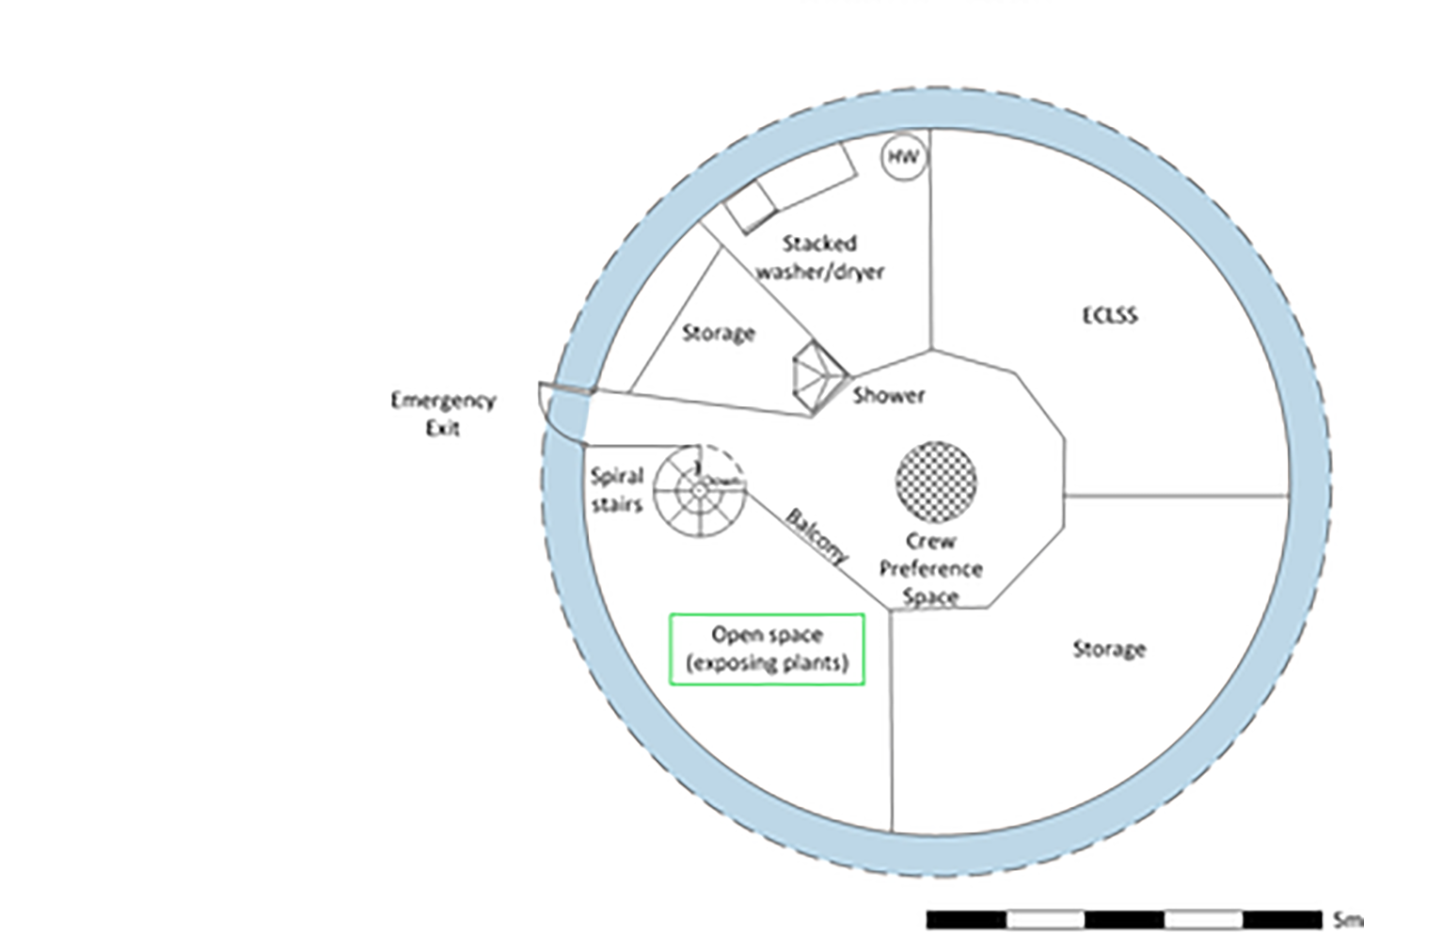 HW
Stacked
washer/dryer
ECLSS
Storage
Emergency
Exit
Shower
Spiral
stairs
Down
Balcony
Crew
Preference
Space
Open space
(exposing plants)
Storage
5m